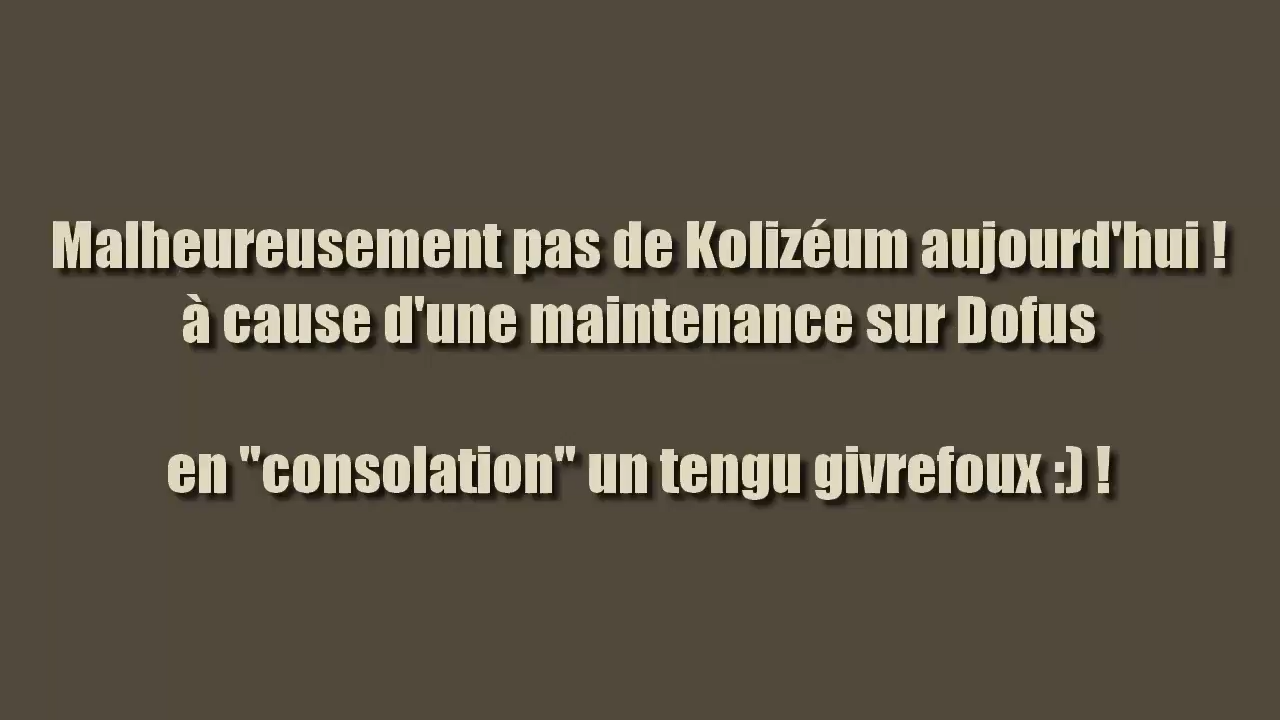 Malheureusement pas de Kolizéum aujourd'hui !
à cause d'une maintenance sur Dofus
en "consolation" un tengu givrefoux :) !